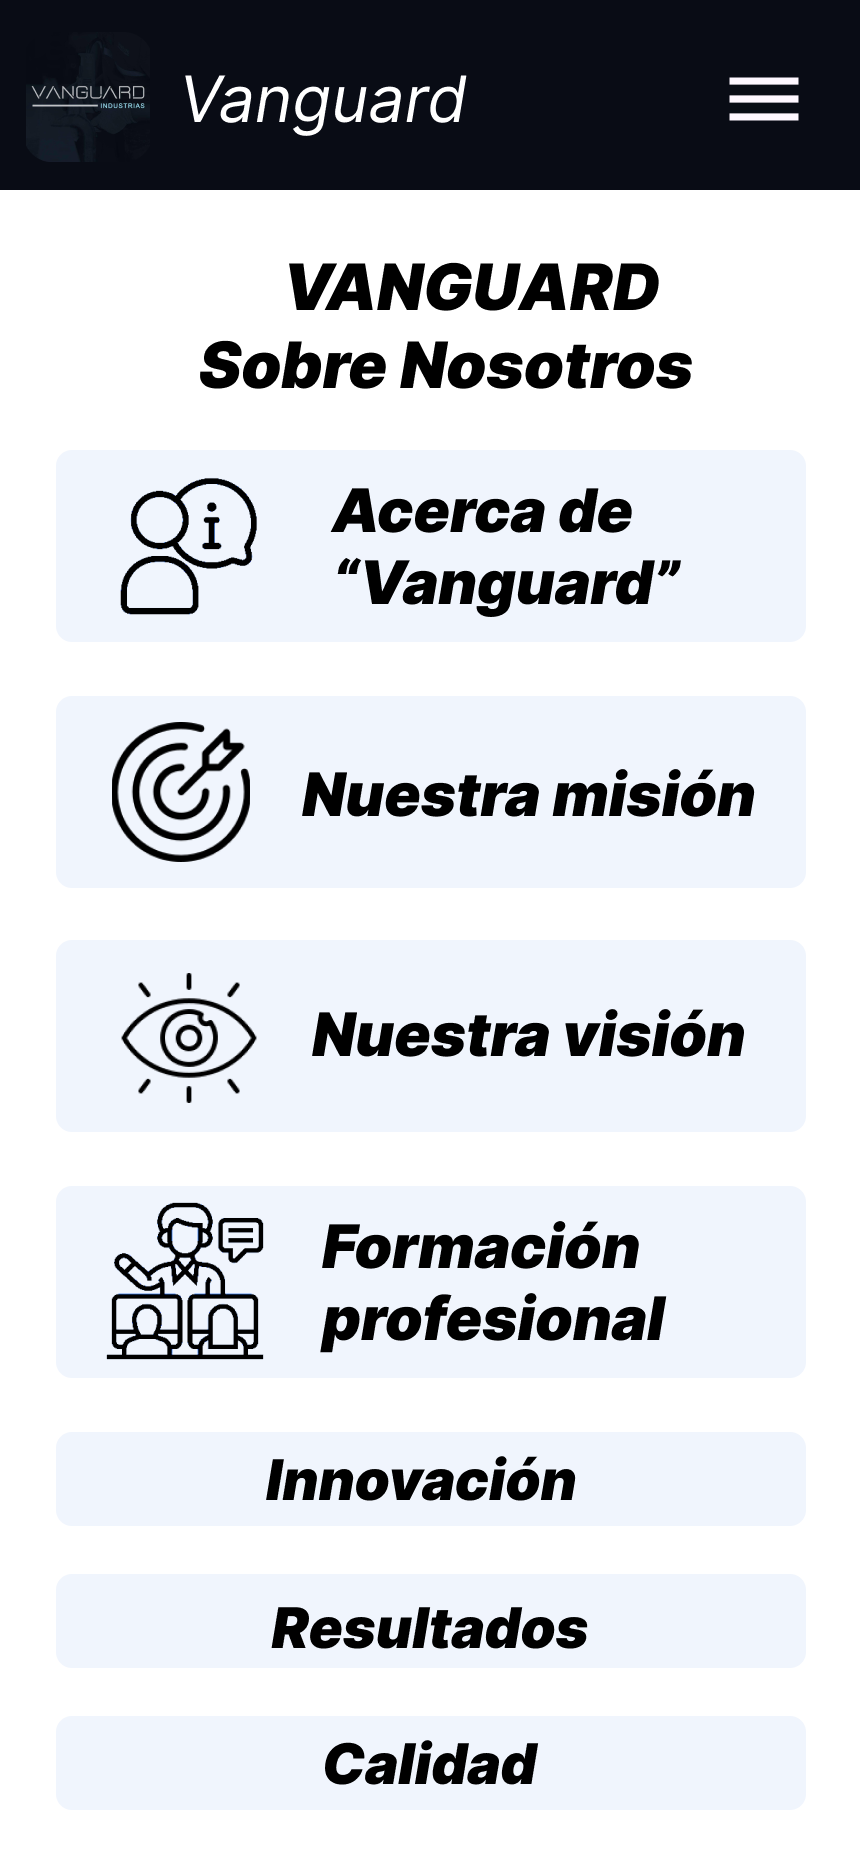 VANGUARD
INDUSTRIAS
Vanguard
VANGUARD
Sobre Nosotros
i
Acerca de
“Vanguard”
Nuestra misión
Nuestra visión
Formación
profesional
Innovación
Resultados
Calidad